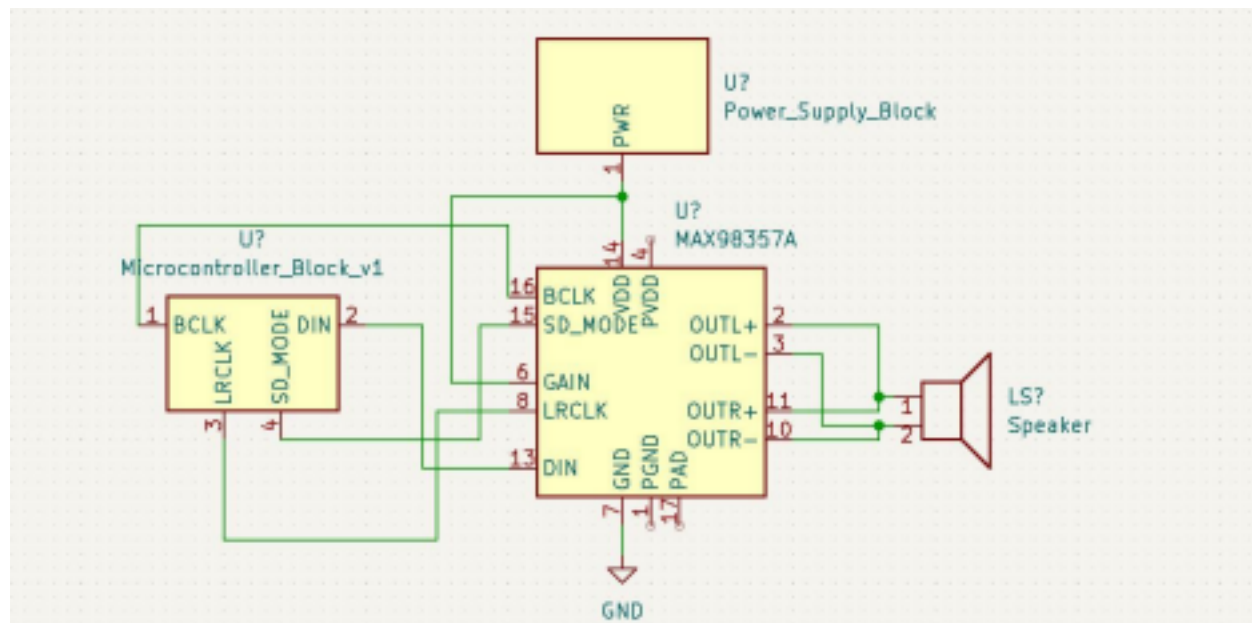 U?
Power_Supply_Block
PWR
1
U?
MAX98357A
14
4
VDD
PVDD
16
BCLK
15
SD_MODE
6
GAIN
8
LRCLK
13
DIN
OUTL+
2
OUTL-
3
OUTR+
11
OUTR-
10
GND
PGND
PAD
7
1
17
GND
U?
Microcontroller_Block_v1
1
BCLK
LRCLK
SD_MODE
DIN
2
3
4
1
2
LS?
Speaker